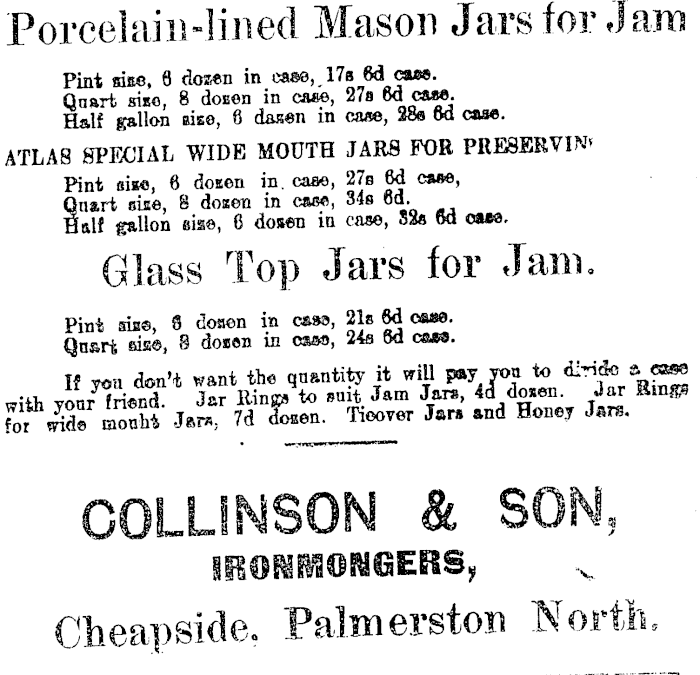 Porcelain-lined Mason Jars for Jam
Pint size, 6 dozen in case, 17s 6d case.
Quart size, 8 dozen in case, 27s 6d case.
Half gallon size, 6 dazen in case, 28s 6d case.
ATLAS SPECIAL WIDE MOUTH JARS FOR PRESERVIN
Pint size, 6 dozen in case, 27s 6d case,
Quart size, 8 dozen in case, 34s 6d.
Half gallon size, 6 dozen in case, 32s 6d case.
Glass Top Jars for Jam.
Pint size, 6 dozen in case, 21s 6d case.
Quart size, 8 dozen in case, 24s 6d case.
If you don't want the quantity it will pay you to divide a case
with your friend. Jar Rings to suit Jam Jars, 4d dozen. Jar Rings
for wide mouht Jars, 7d dozen. Ticover Jars and Honey Jars.
COLLINSON & SON,
IRONMONGERS,
Cheapside, Palmerston North.